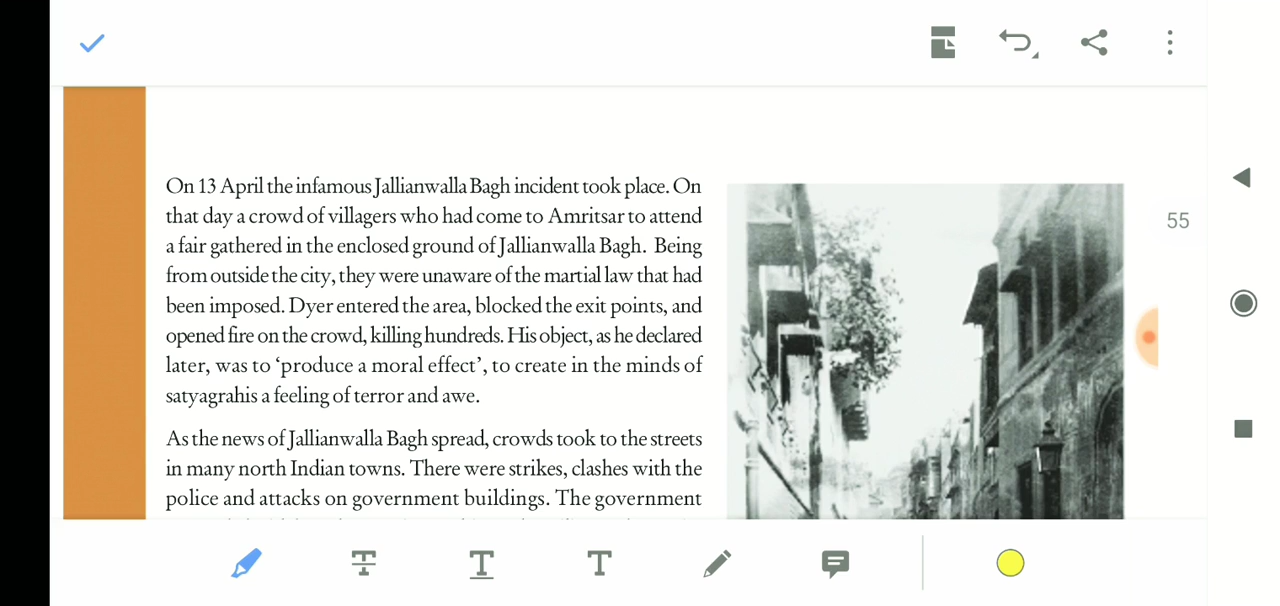 55
On 13 April the infamous Jallianwalla Bagh incident took place. On
that day a crowd of villagers who had come to Amritsar to attend
a fair gathered in the enclosed ground of Jallianwalla Bagh. Being
from outside the city, they were unaware of the martial law that had
been imposed. Dyer entered the area, blocked the exit points, and
opened fire on the crowd, killing hundreds. His object, as he declared
later, was to ‘produce a moral effect’, to create in the minds of
satyagrahis a feeling of terror and awe.
As the news of Jallianwalla Bagh spread, crowds took to the streets
in many north Indian towns. There were strikes, clashes with the
police and attacks on government buildings. The government
T
T
T